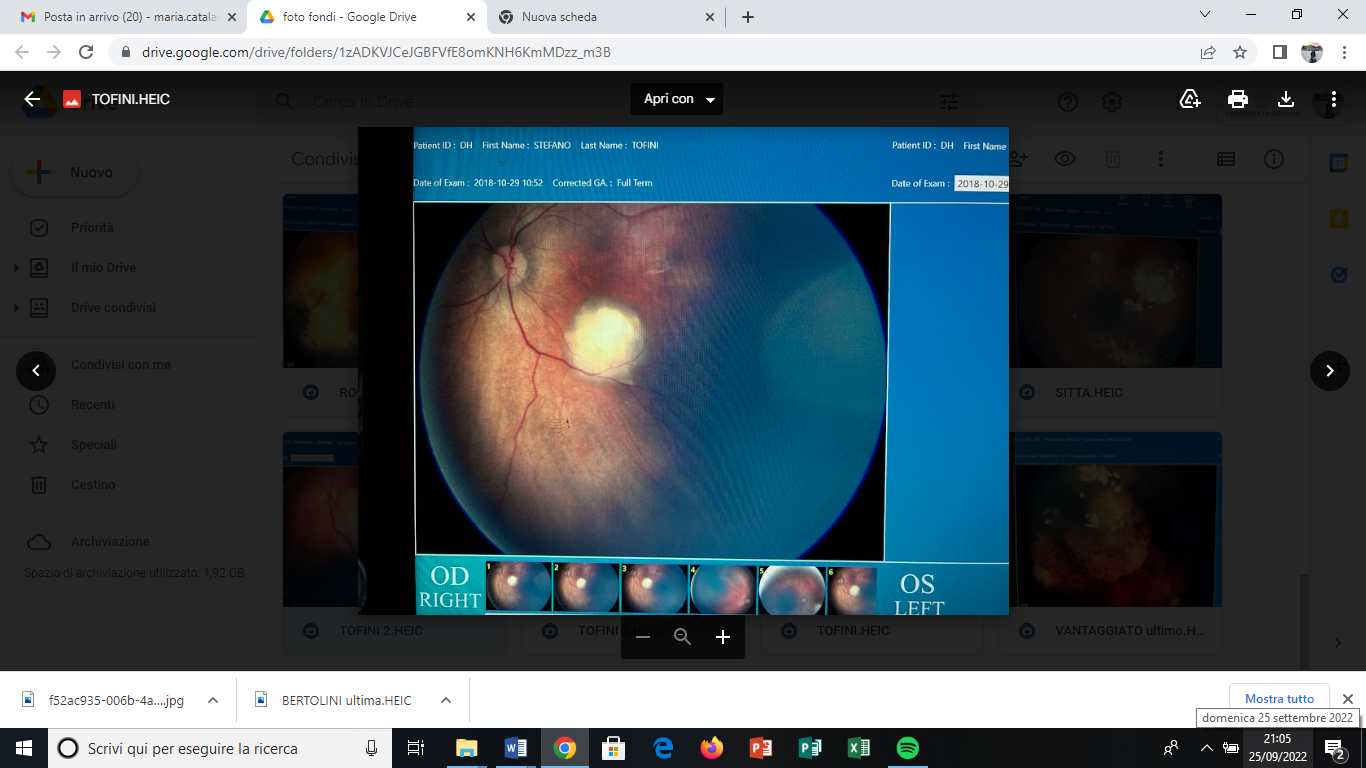 Posta in arrivo (20) - maria.catala
foto fondi - Google Drive
Nuova scheda
drive.google.com/drive/folders/1zADKVJCeJGBFVfE8omKNH6KmMDzz_m3B
TOFINI.HEIC
Apri con
Cerca in Drive
Nuovo
Condivis
Priorità
Il mio Drive
Drive condivisi
Condivisi con me
Recenti
Speciali
Cestino
Archiviazione
Spazio di archiviazione utilizzato: 1,92 GB
Patient ID : DH First Name : STEFANO Last Name : TOFINI
Patient ID : DH First Name
Date of Exam : 2018-10-29 10:52 Corrected GA. : Full Term
Date of Exam : 2018-10-29
1 2 3 4 5 6
OD
RIGHT
OS
LEFT
RO
SITTA.HEIC
TOFINI 2.HEIC
TOFINI.HEIC
VANTAGGIATO ultimo.H...
f52ac935-006b-4a....jpg
BERTOLINI ultima.HEIC
Mostra tutto
domenica 25 settembre 2022
Scrivi qui per eseguire la ricerca
21:05
25/09/2022
2